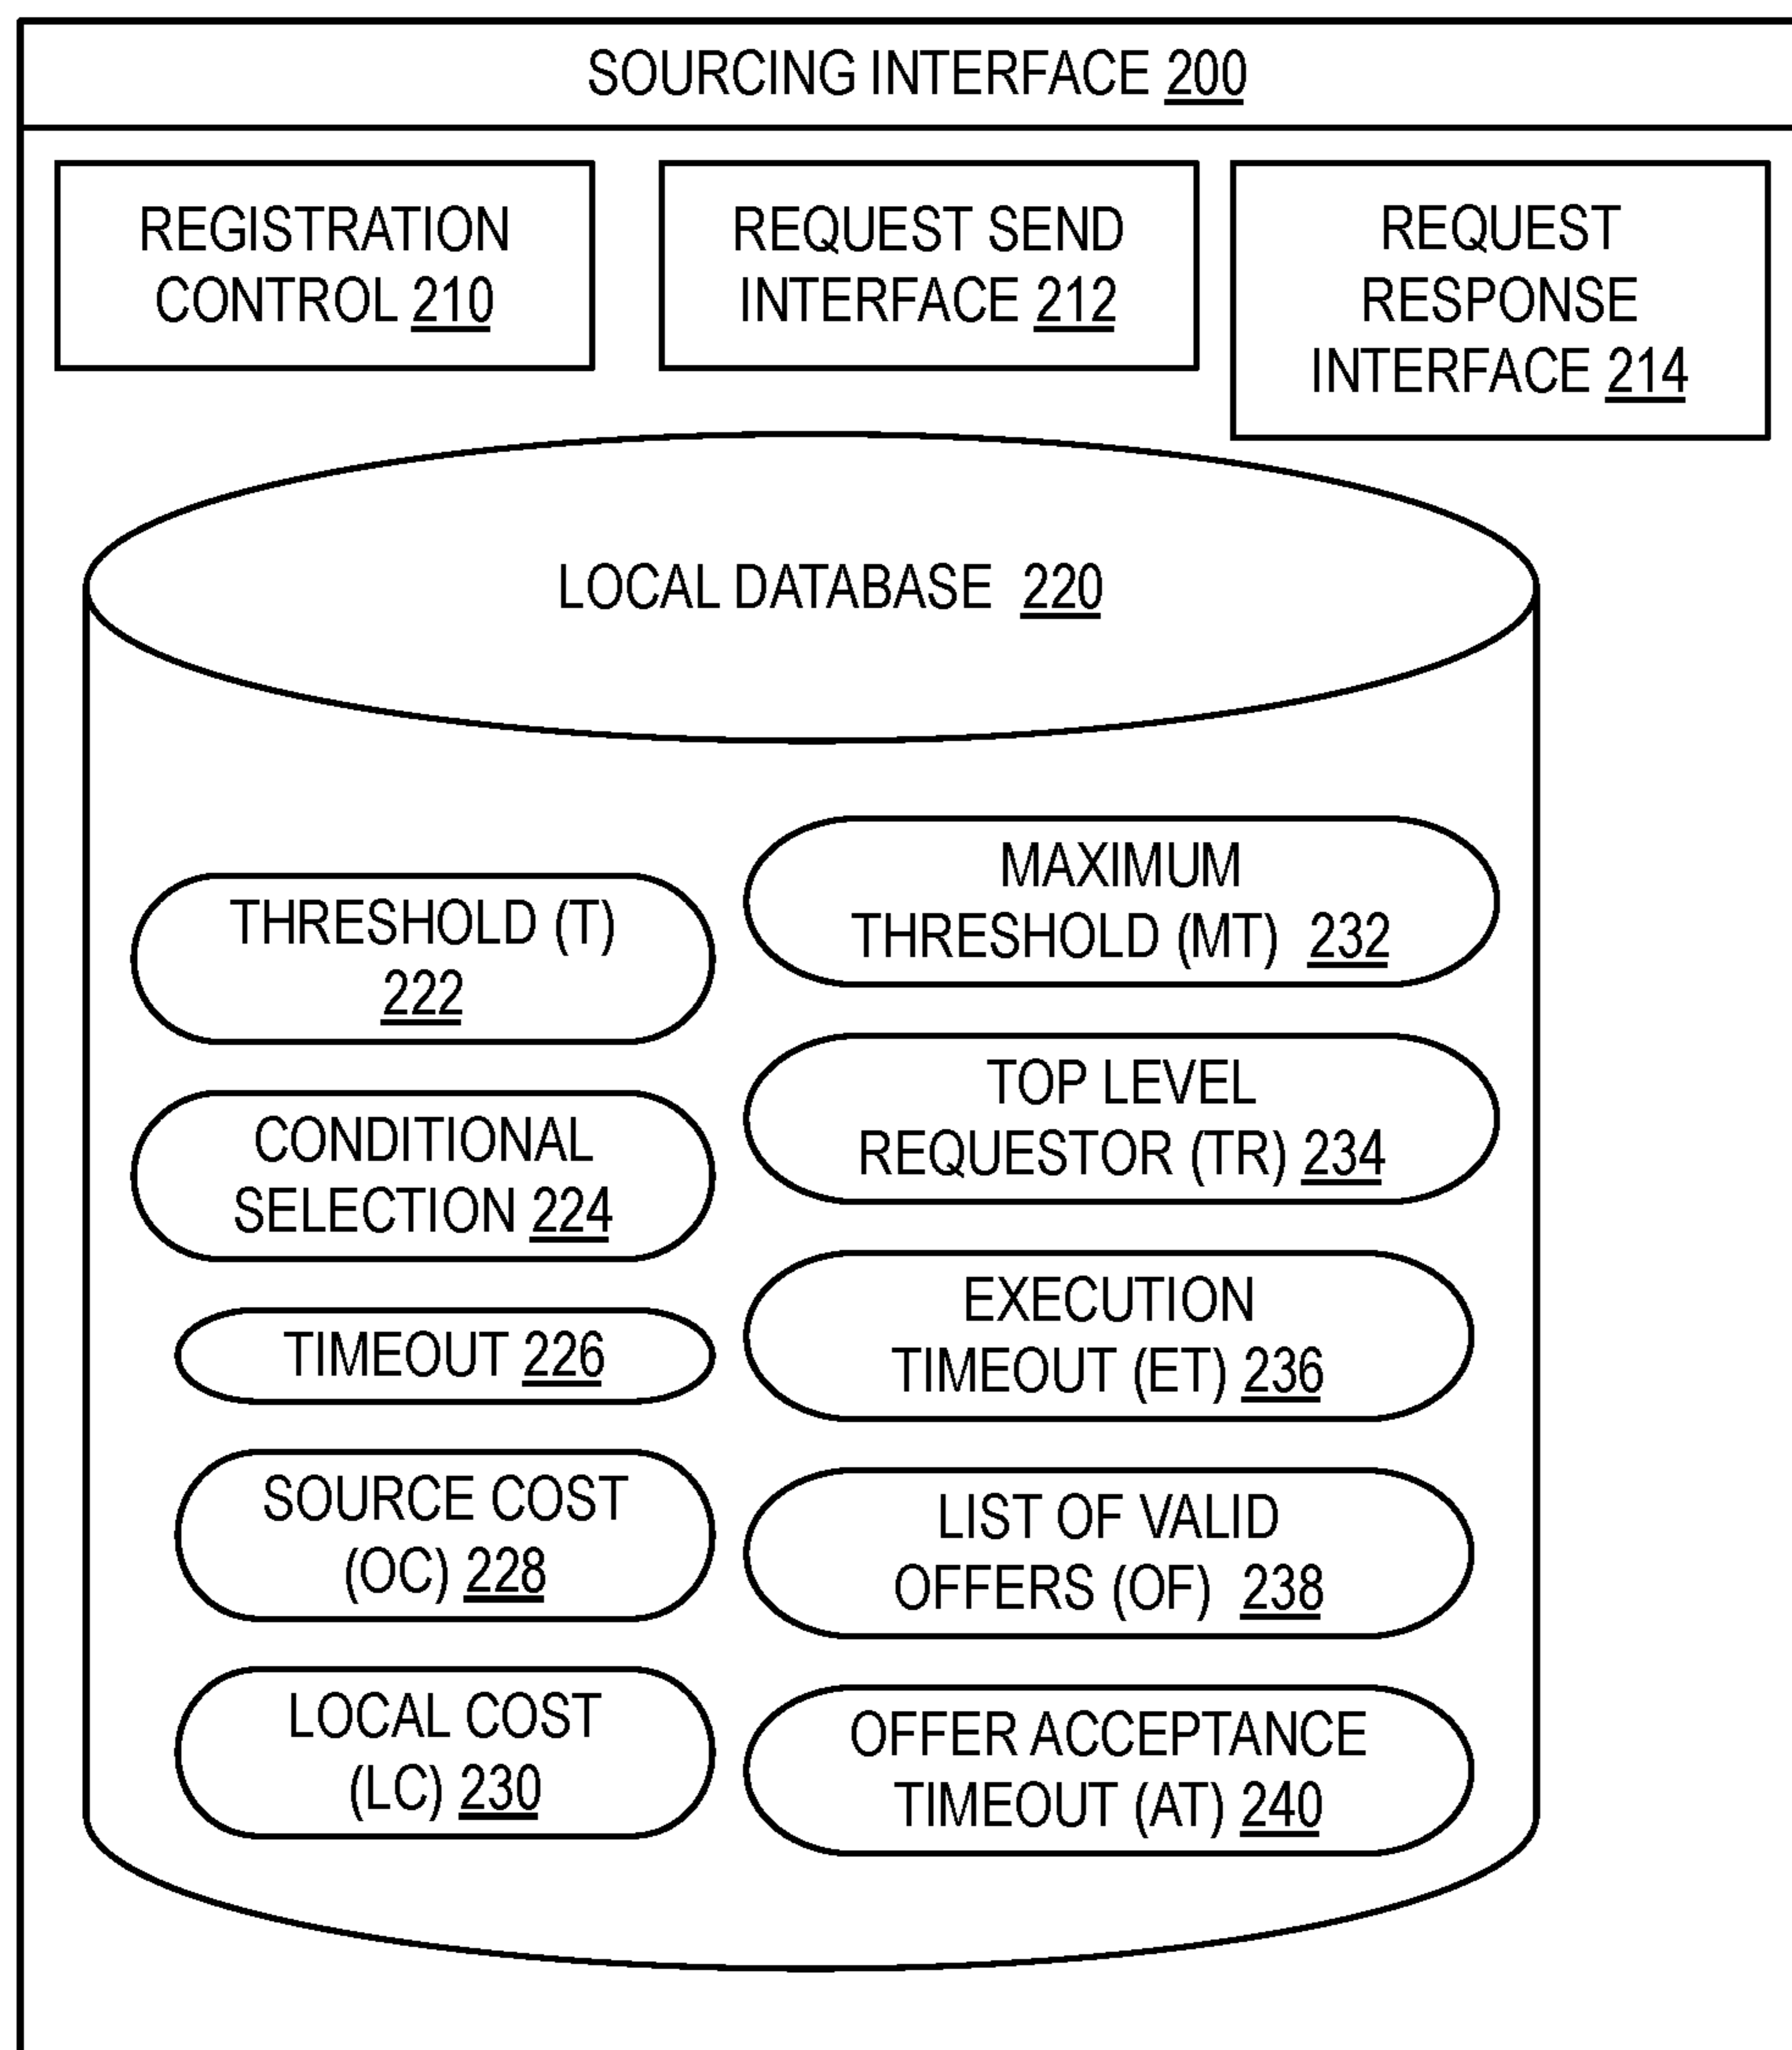 SOURCING INTERFACE 200
REGISTRATION
CONTROL 210
REQUEST SEND
INTERFACE 212
REQUEST
RESPONSE
INTERFACE 214
LOCAL DATABASE 220
THRESHOLD (T)
222
CONDITIONAL
SELECTION 224
TIMEOUT 226
SOURCE COST
(OC) 228
LOCAL COST
(LC) 230
MAXIMUM
THRESHOLD (MT) 232
TOP LEVEL
REQUESTOR (TR) 234
EXECUTION
TIMEOUT (ET) 236
LIST OF VALID
OFFERS (OF) 238
OFFER ACCEPTANCE
TIMEOUT (AT) 240